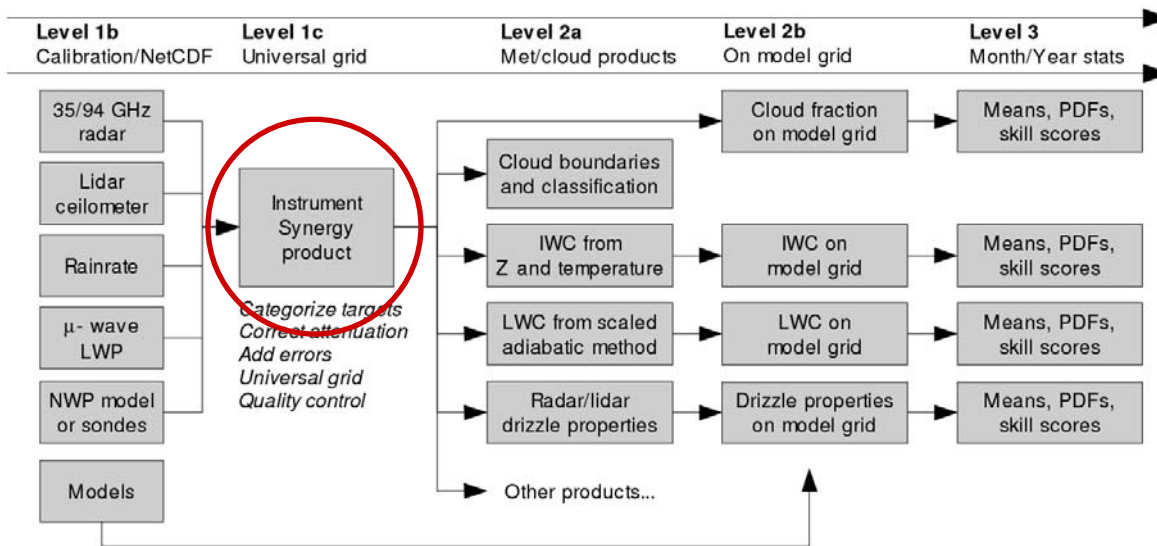 Level 1b
Calibration/NetCDF
Level 1c
Universal grid
Level 2a
Met/cloud products
Level 2b
On model grid
Level 3
Month/Year stats
35/94 GHz
radar
Lidar
ceilometer
Rainrate
μ- wave
LWP
NWP model
or sondes
Models
Instrument
Synergy
product
Categorize targets
Correct attenuation
Add errors
Universal grid
Quality control
Cloud boundaries
and classification
IWC from
Z and temperature
LWC from scaled
adiabatic method
Radar/lidar
drizzle properties
Other products...
Cloud fraction
on model grid
IWC on
model grid
LWC on
model grid
Drizzle properties
on model grid
Means, PDFs,
skill scores
Means, PDFs,
skill scores
Means, PDFs,
skill scores
Means, PDFs,
skill scores